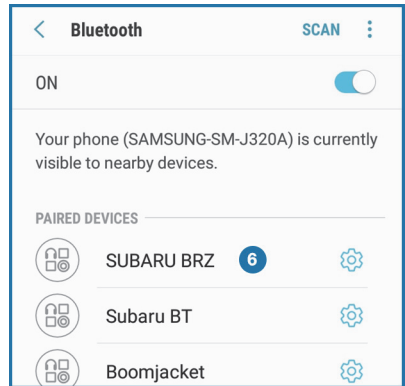 Bluetooth SCAN
ON
Your phone (SAMSUNG-SM-J320A) is currently
visible to nearby devices.
PAIRED DEVICES
SUBARU BRZ 6
Subaru BT
Boomjacket